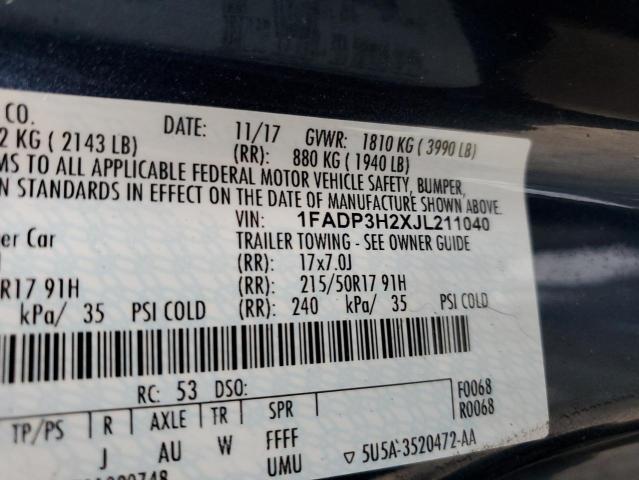 CO. DATE: 11/17 GVWR: 1810 KG ( 3990 LB)
2 KG ( 2143 LB) (RR): 880 KG ( 1940 LB)
MS TO ALL APPLICABLE FEDERAL MOTOR VEHICLE SAFETY, BUMPER,
N STANDARDS IN EFFECT ON THE DATE OF MANUFACTURE SHOWN ABOVE
VIN: 1FADP3H2XJL211040
er Car TRAILER TOWING - SEE OWNER GUIDE
(RR): 17x7.0J
R17 91H (RR): 215/50R17 91H
kPa/ 35 PSI COLD (RR): 240 kPa/ 35 PSI COLD
RC: 53 DSO: F0068
R0068
TP/PS R AXLE TR SPR
J AU W FFFF
UMU ▽ 5U5A-3520472-AA